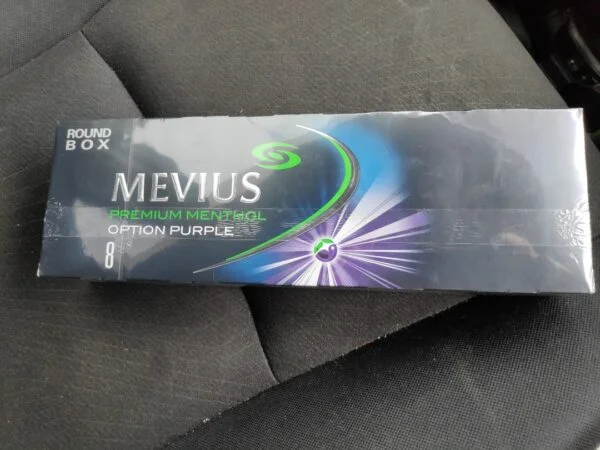 ROUND
BOX
MEVIUS
PREMIUM MENTHOL
OPTION PURPLE
8